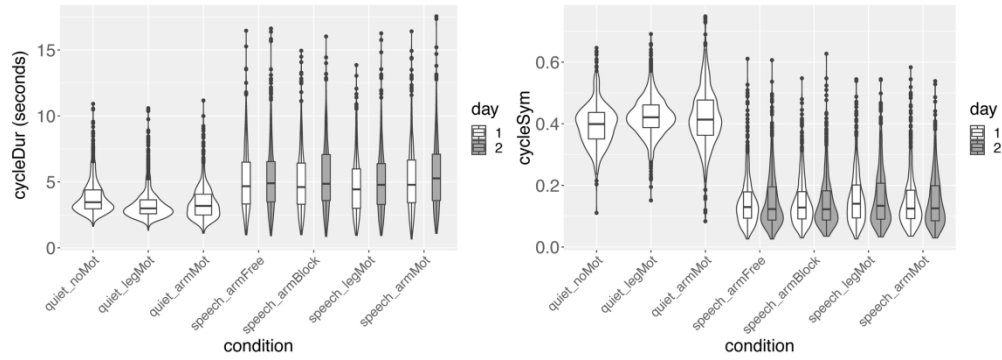 cycleDur (seconds)
15
10
5
0
quiet_noMot
quiet_legMot
quiet_armMot
speech_armFree
speech_armBlock
speech_legMot
speech_armMot
condition
day
1
2
cycleSym
0.6
0.4
0.2
0.0
quiet_noMot
quiet_legMot
quiet_armMot
speech_armFree
speech_armBlock
speech_legMot
speech_armMot
condition
day
1
2